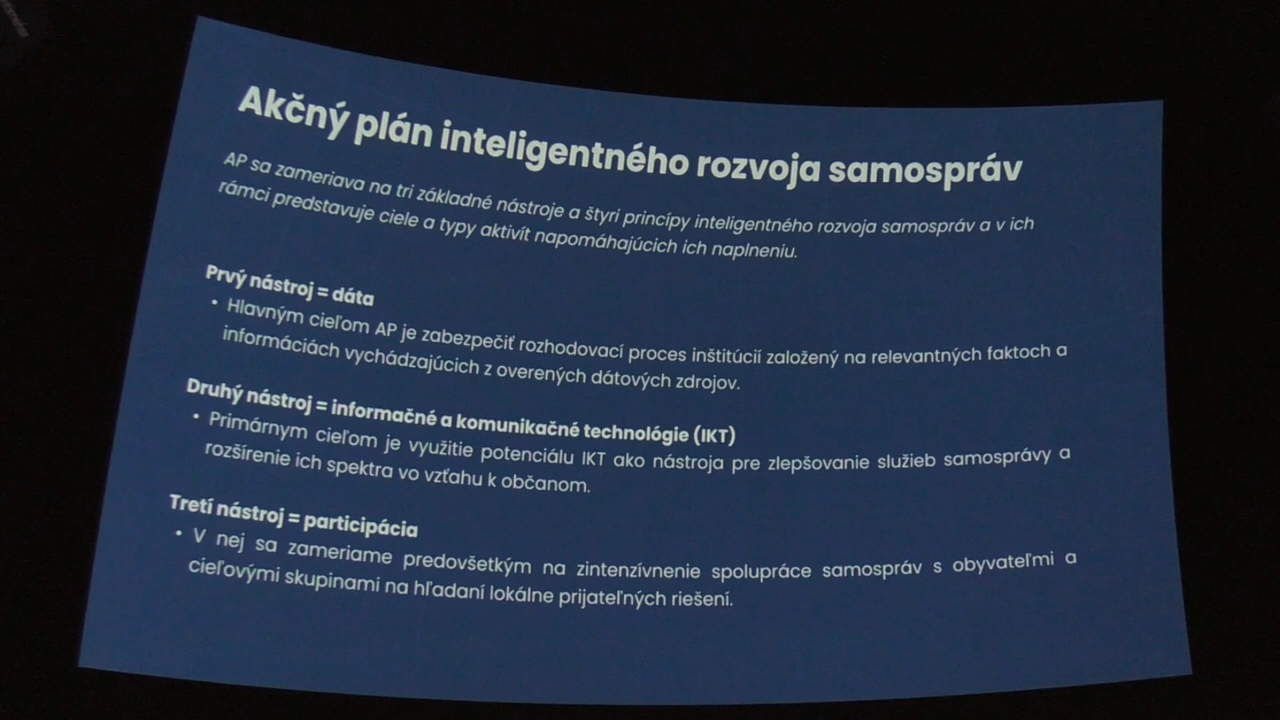 Akčný plán inteligentného rozvoja samospráv
AP sa zameriava na tri základné nástroje a štyri princípy inteligentného rozvoja samospráv a v ich
rámci predstavuje ciele a typy aktivít napomáhajúcich ich naplneniu.
Prvý nástroj = dáta
• Hlavným cieľom AP je zabezpečiť rozhodovací proces inštitúcií založený na relevantných faktoch a
informáciách vychádzajúcich z overených dátových zdrojov.
Druhý nástroj = informačné a komunikačné technológie (IKT)
• Primárnym cieľom je využitie potenciálu IKT ako nástroja pre zlepšovanie služieb samosprávy a
rozšírenie ich spektra vo vzťahu k občanom.
Tretí nástroj = participácia
• V nej sa zameriame predovšetkým na zintenzívnenie spolupráce samospráv s obyvateľmi a
cieľovými skupinami na hľadaní lokálne prijateľných riešení.